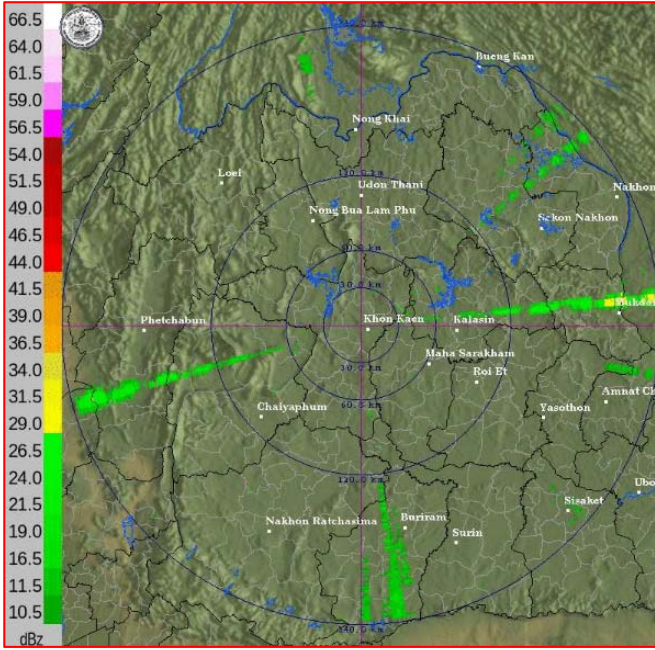 66.5
64.0
61.5
59.0
56.5
54.0
51.5
49.0
46.5
44.0
41.5
39.0
36.5
34.0
31.5
29.0
26.5
24.0
21.5
19.0
16.5
11.5
10.5
dBz
Bueng Kan
Nong Khai
Loei
Udon Thani
Nakhon
Nong Bua Lam Phu
Sakon Nakhon
30.0 km
Phetchabun
Khon Kaen
Kalasin
30.0 km
Maha Sarakham
Roi Et
60.0 km
Amnat Ch
Chaiyaphum
Yasothon
120.0 km
Ubo
Sisaket
Nakhon Ratchasima
Buriram
Surin